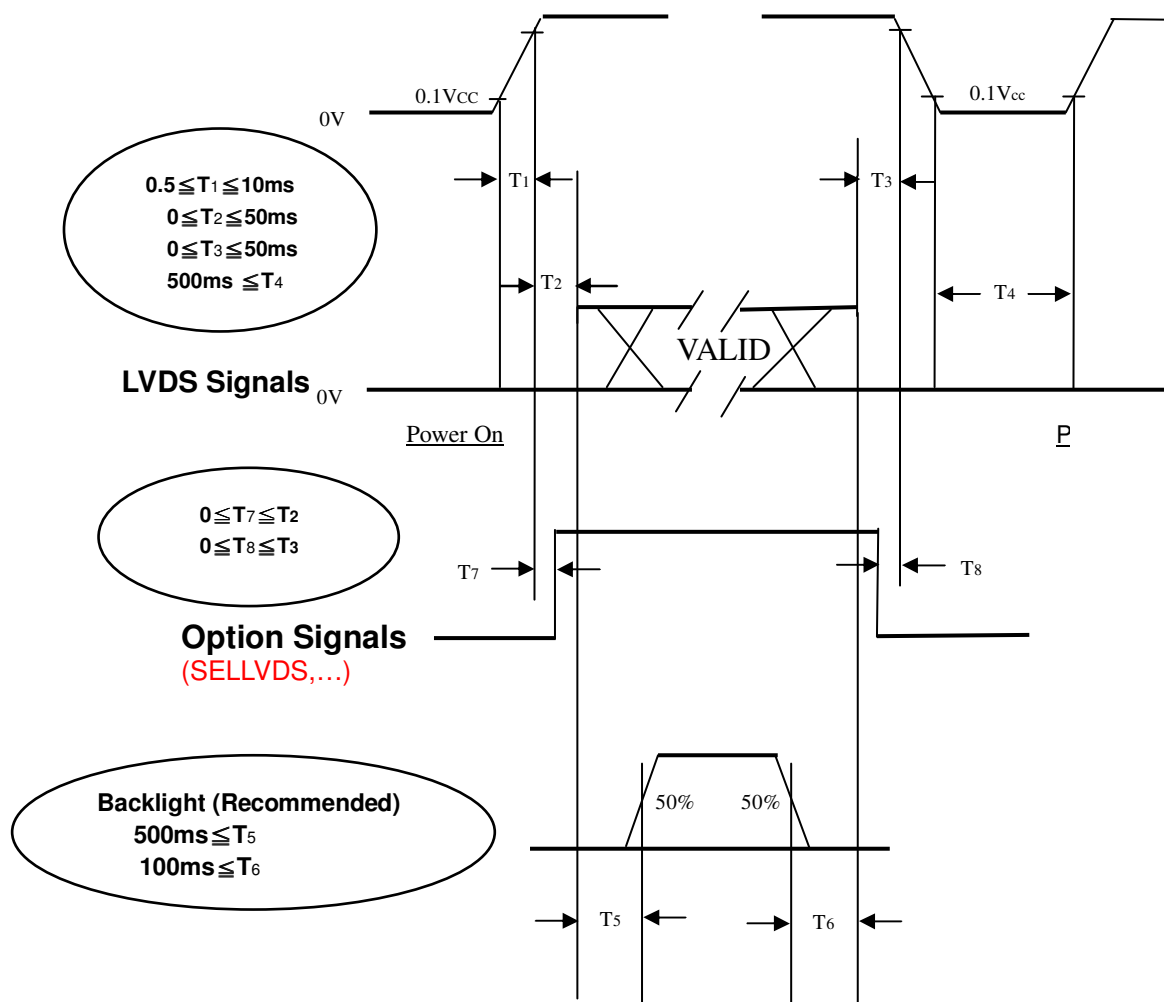 0.1VCC
0.1Vcc
0V
0.5≦T1≦10ms
0≦T2≦50ms
0≦T3≦50ms
500ms ≦T4
T1
T3
T2
T4
VALID
LVDS Signals
0V
Power On
P
0≦T7≦T2
0≦T8≦T3
T7
T8
Option Signals
(SELLVDS,…)
Backlight (Recommended)
500ms≦T5
100ms≦T6
50%
50%
T5
T6